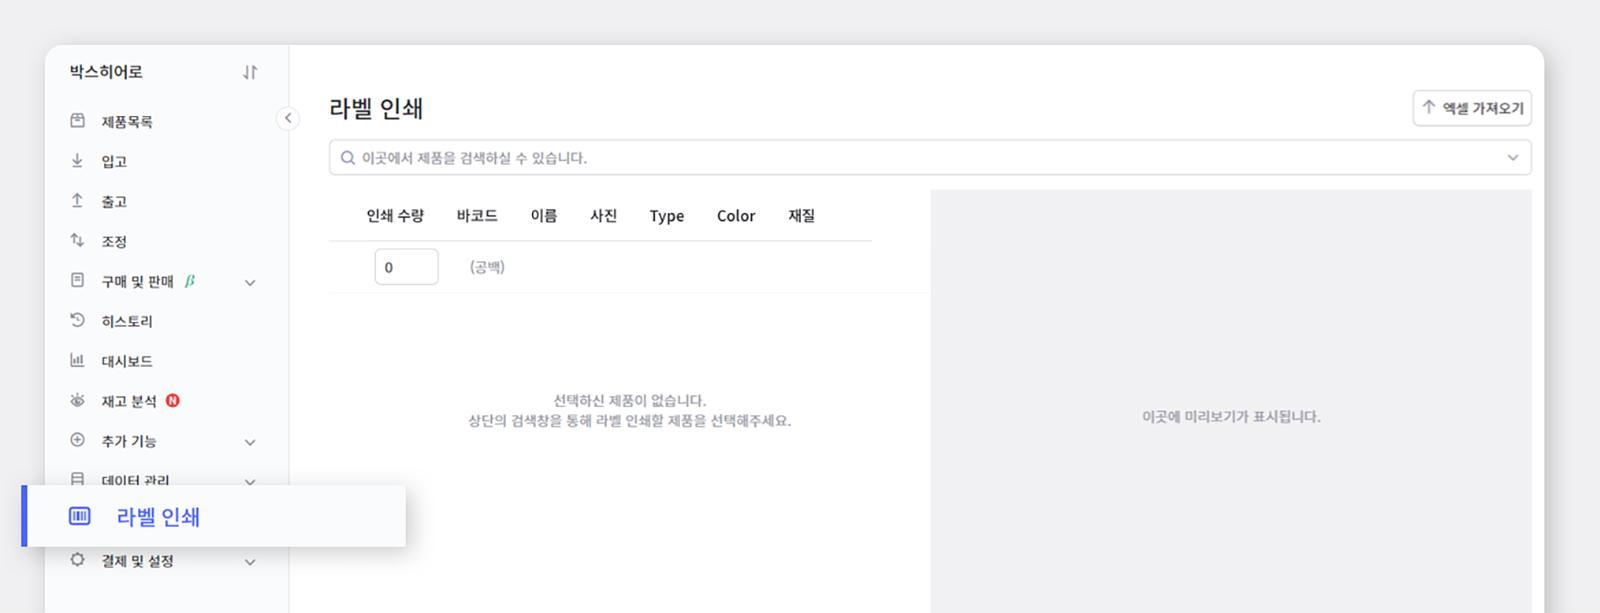 박스히어로
제품목록
입고
출고
조정
구매 및 판매 β
히스토리
대시보드
재고 분석 N
추가 기능
데이터 관리
라벨 인쇄
결제 및 설정
라벨 인쇄
엑셀 가져오기
이곳에서 제품을 검색하실 수 있습니다.
인쇄 수량 바코드 이름 사진 Type Color 재질
0 (공백)
선택하신 제품이 없습니다.
상단의 검색창을 통해 라벨 인쇄할 제품을 선택해주세요.
이곳에 미리보기가 표시됩니다.